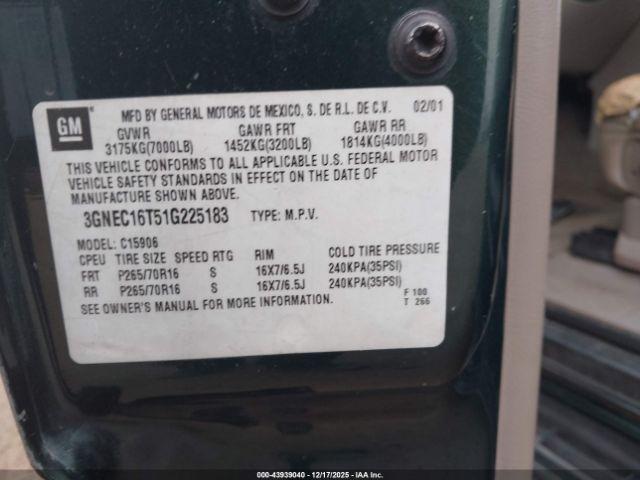 GM
MFD BY GENERAL MOTORS DE MEXICO, S. DE R.L. DE C.V. 02/01
GVWR GAWR FRT GAWR RR
3175KG(7000LB) 1452KG(3200LB) 1814KG(4000LB)
THIS VEHICLE CONFORMS TO ALL APPLICABLE U.S. FEDERAL MOTOR
VEHICLE SAFETY STANDARDS IN EFFECT ON THE DATE OF
MANUFACTURE SHOWN ABOVE.
3GNEC16T51G225183 TYPE: M.P.V.
MODEL: C15906
CPEU TIRE SIZE SPEED RTG RIM COLD TIRE PRESSURE
FRT P265/70R16 S 16X7/6.5J 240KPA(35PSI)
RR P265/70R16 S 16X7/6.5J 240KPA(35PSI)
SEE OWNER'S MANUAL FOR MORE INFORMATION.
F 100
T 266
000-43939040 - 12/17/2025 - IAA Inc.